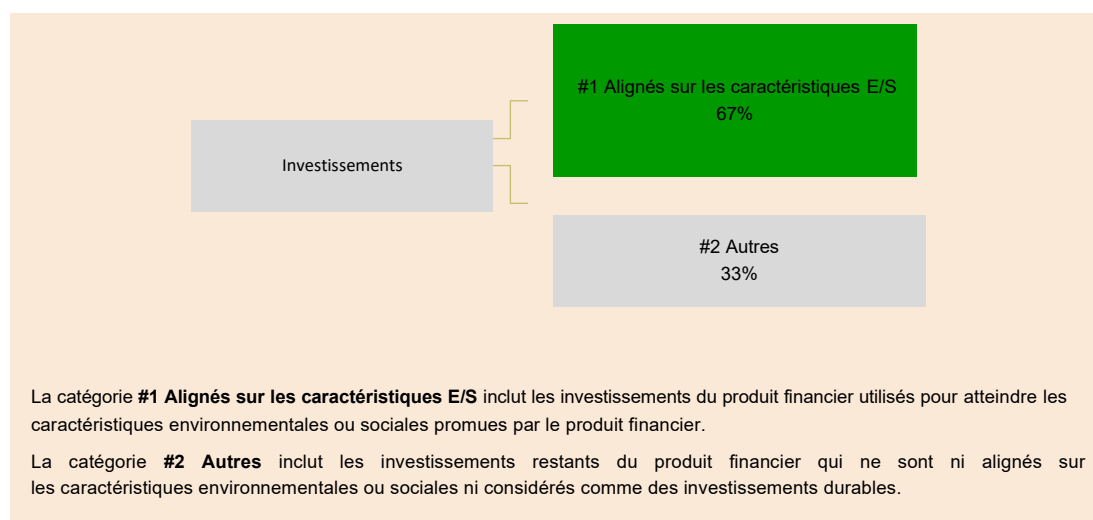 #1 Alignés sur les caractéristiques E/S
67%
Investissements
#2 Autres
33%
La catégorie #1 Alignés sur les caractéristiques E/S inclut les investissements du produit financier utilisés pour atteindre les
caractéristiques environnementales ou sociales promues par le produit financier.
La catégorie #2 Autres inclut les investissements restants du produit financier qui ne sont ni alignés sur
les caractéristiques environnementales ou sociales ni considérés comme des investissements durables.